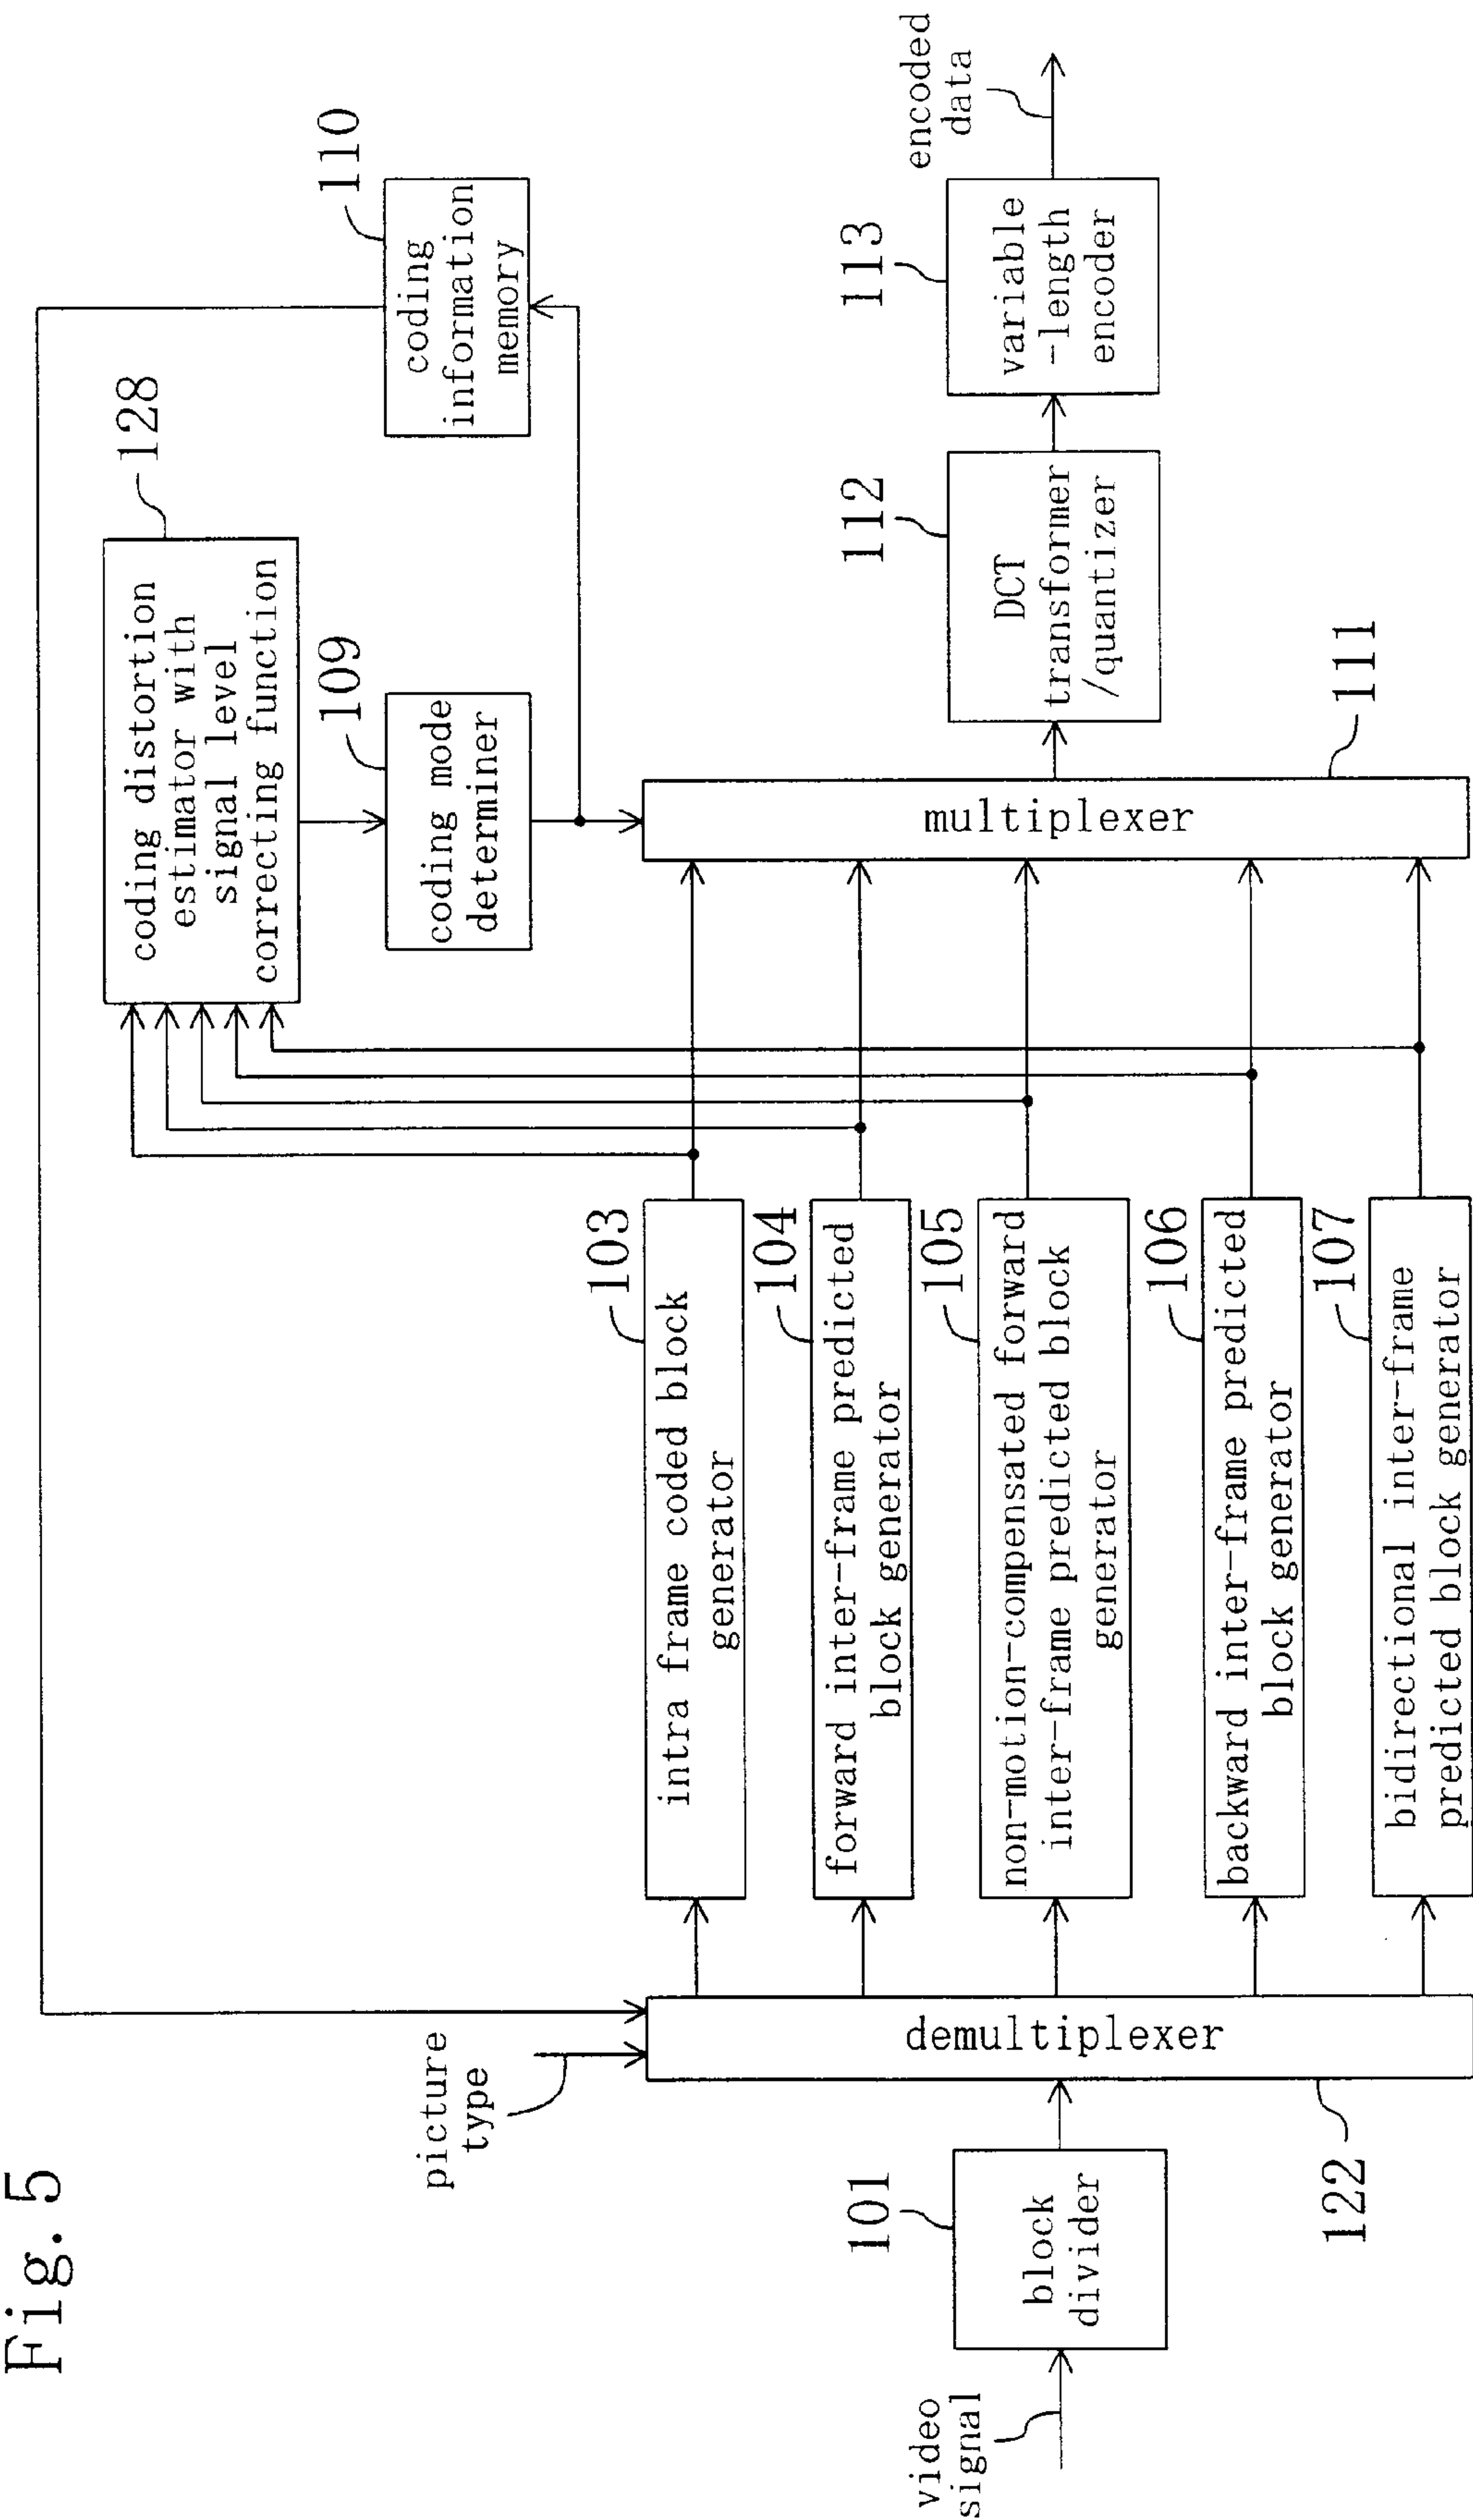 Fig. 5
video
signal
101
block
divider
picture
type
demultiplexer
122
103
intra frame coded block
generator
104
forward inter-frame predicted
block generator
105
non-motion-compensated forward
inter-frame predicted block
generator
106
backward inter-frame predicted
block generator
107
bidirectional inter-frame
predicted block generator
128
coding distortion
estimator with
signal level
correcting function
109
coding mode
determiner
110
coding
information
memory
multiplexer
111
112
DCT
transformer
/quantizer
113
variable
-length
encoder
encoded
data